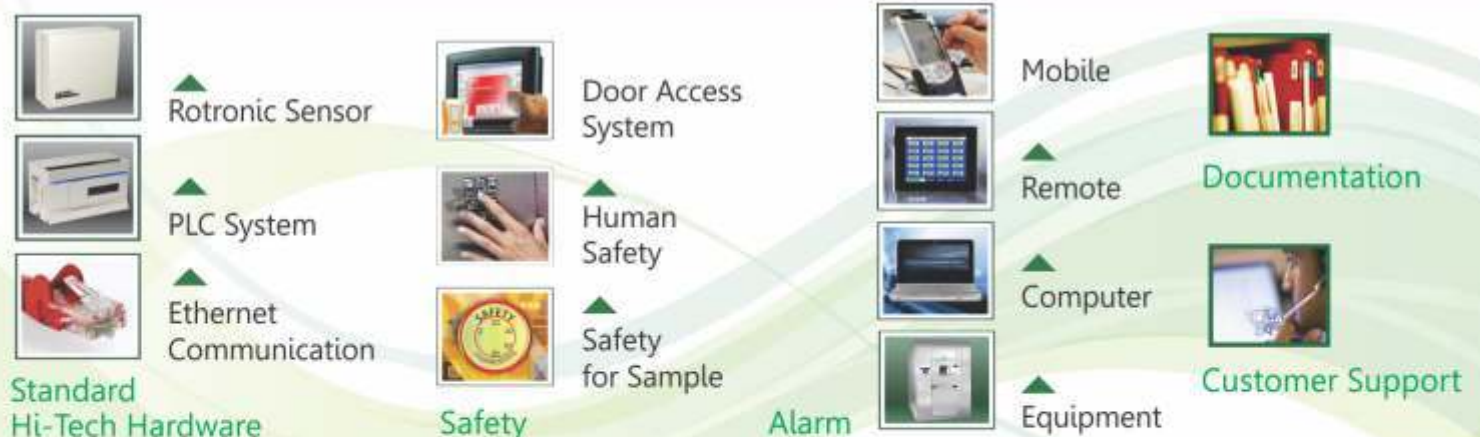 Rotronic Sensor
PLC System
Ethernet
Communication
Standard
Hi-Tech Hardware
Door Access
System
Human
Safety
SAFETY
Safety
for Sample
Safety
Mobile
Remote
Computer
Equipment
Alarm
Documentation
Customer Support